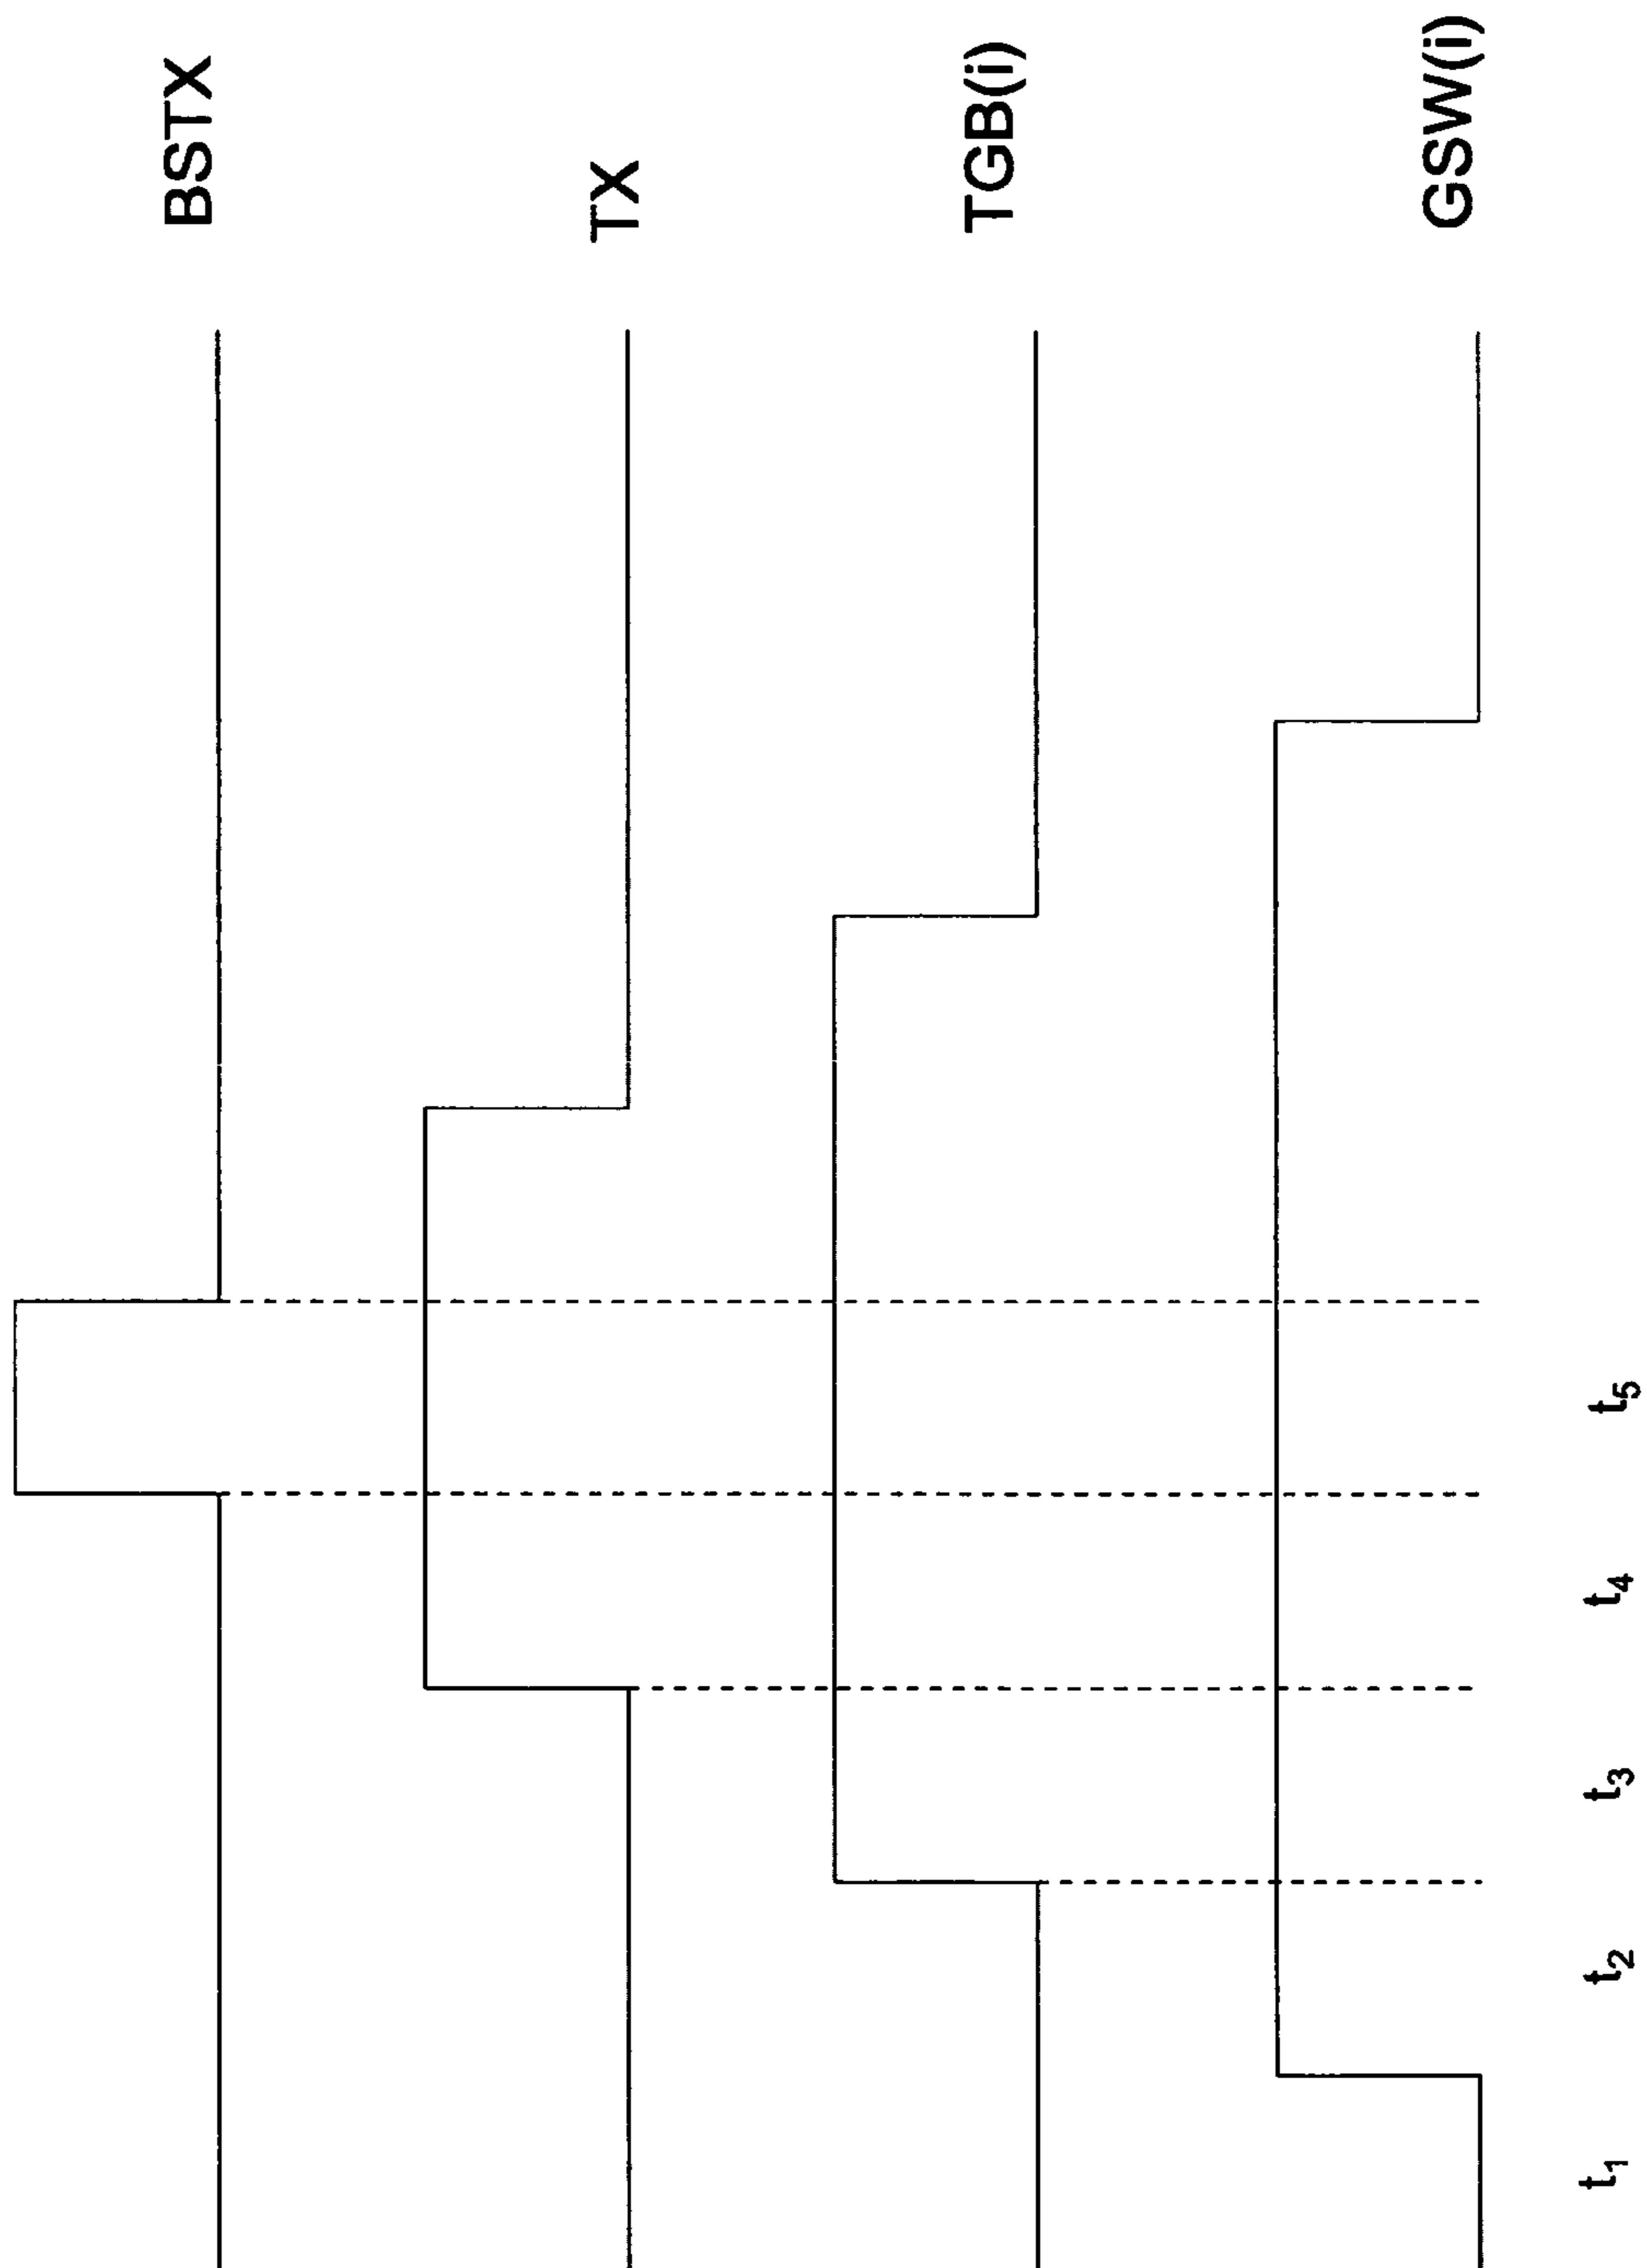 BSTX
TX
TGB(i)
GSW(i)
t₁
t₂
t₃
t₄
t₅